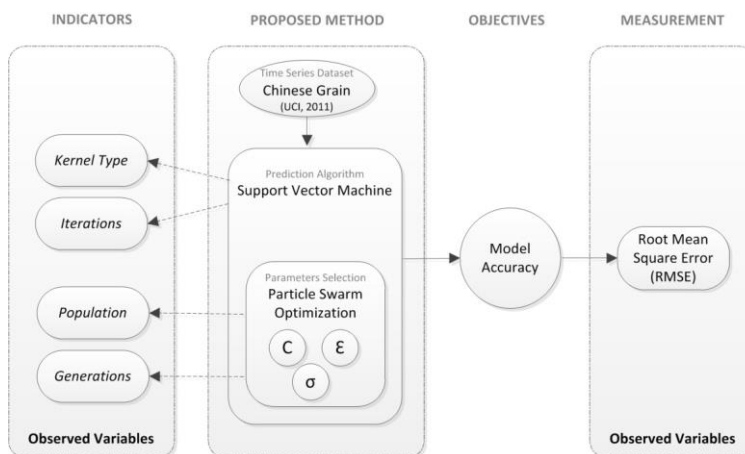 INDICATORS
PROPOSED METHOD
OBJECTIVES
MEASUREMENT
Time Series Dataset
Chinese Grain
(UCI, 2011)
Kernel Type
Iterations
Population
Generations
Observed Variables
Prediction Algorithm
Support Vector Machine
Parameters Selection
Particle Swarm
Optimization
C
Ɛ
σ
Model
Accuracy
Root Mean
Square Error
(RMSE)
Observed Variables